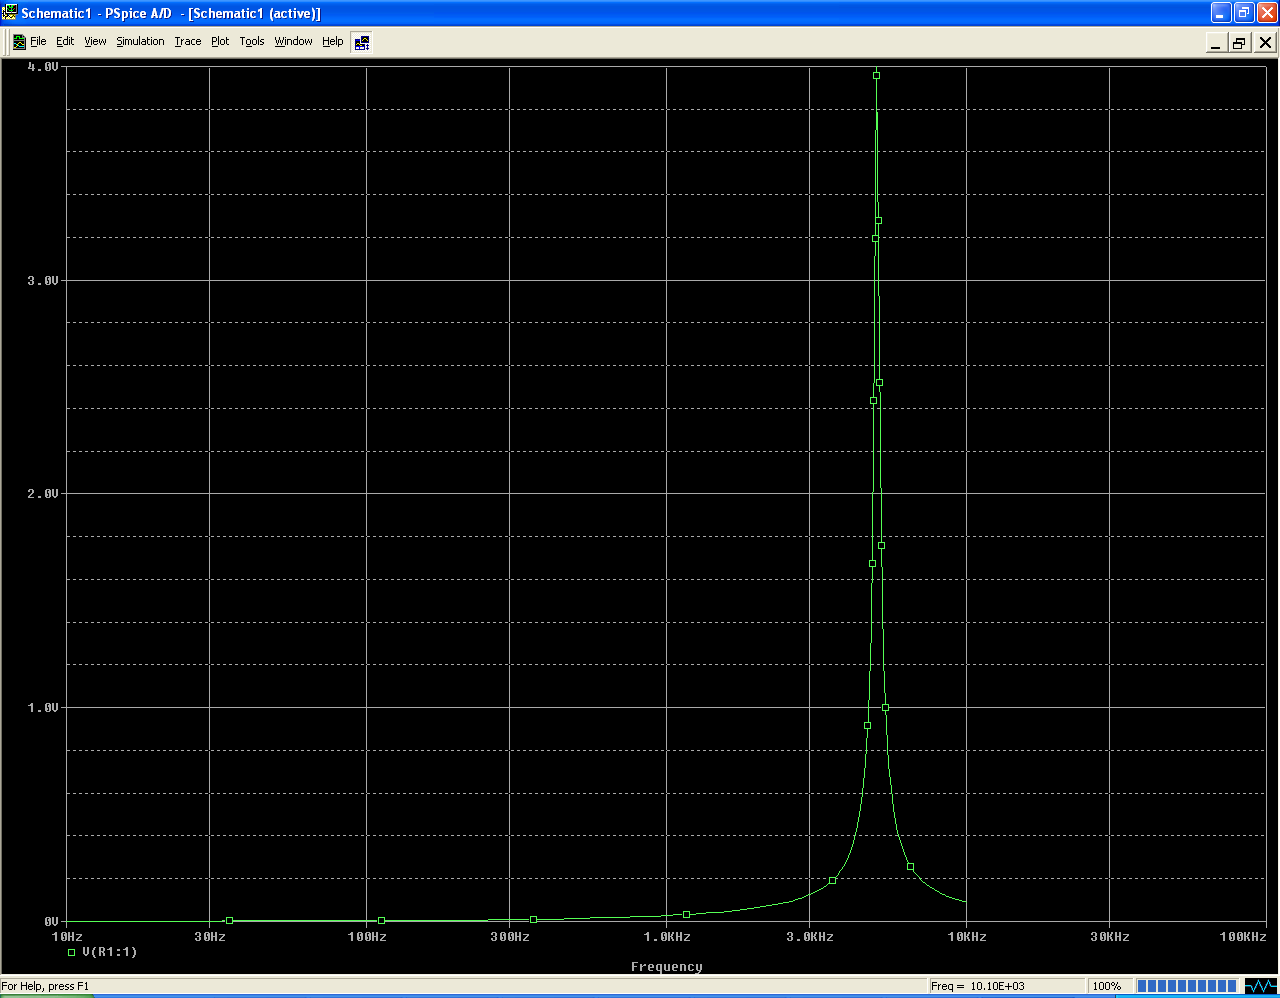 Schematic1 - PSpice A/D - [Schematic1 (active)]
File Edit View Simulation Trace Plot Tools Window Help
4.0V
3.0V
2.0V
1.0V
0V
10Hz 30Hz 100Hz 300Hz 1.0KHz 3.0KHz 10KHz 30KHz 100KHz
V(R1:1)
Frequency
For Help, press F1 Freq = 10.10E+03 100%